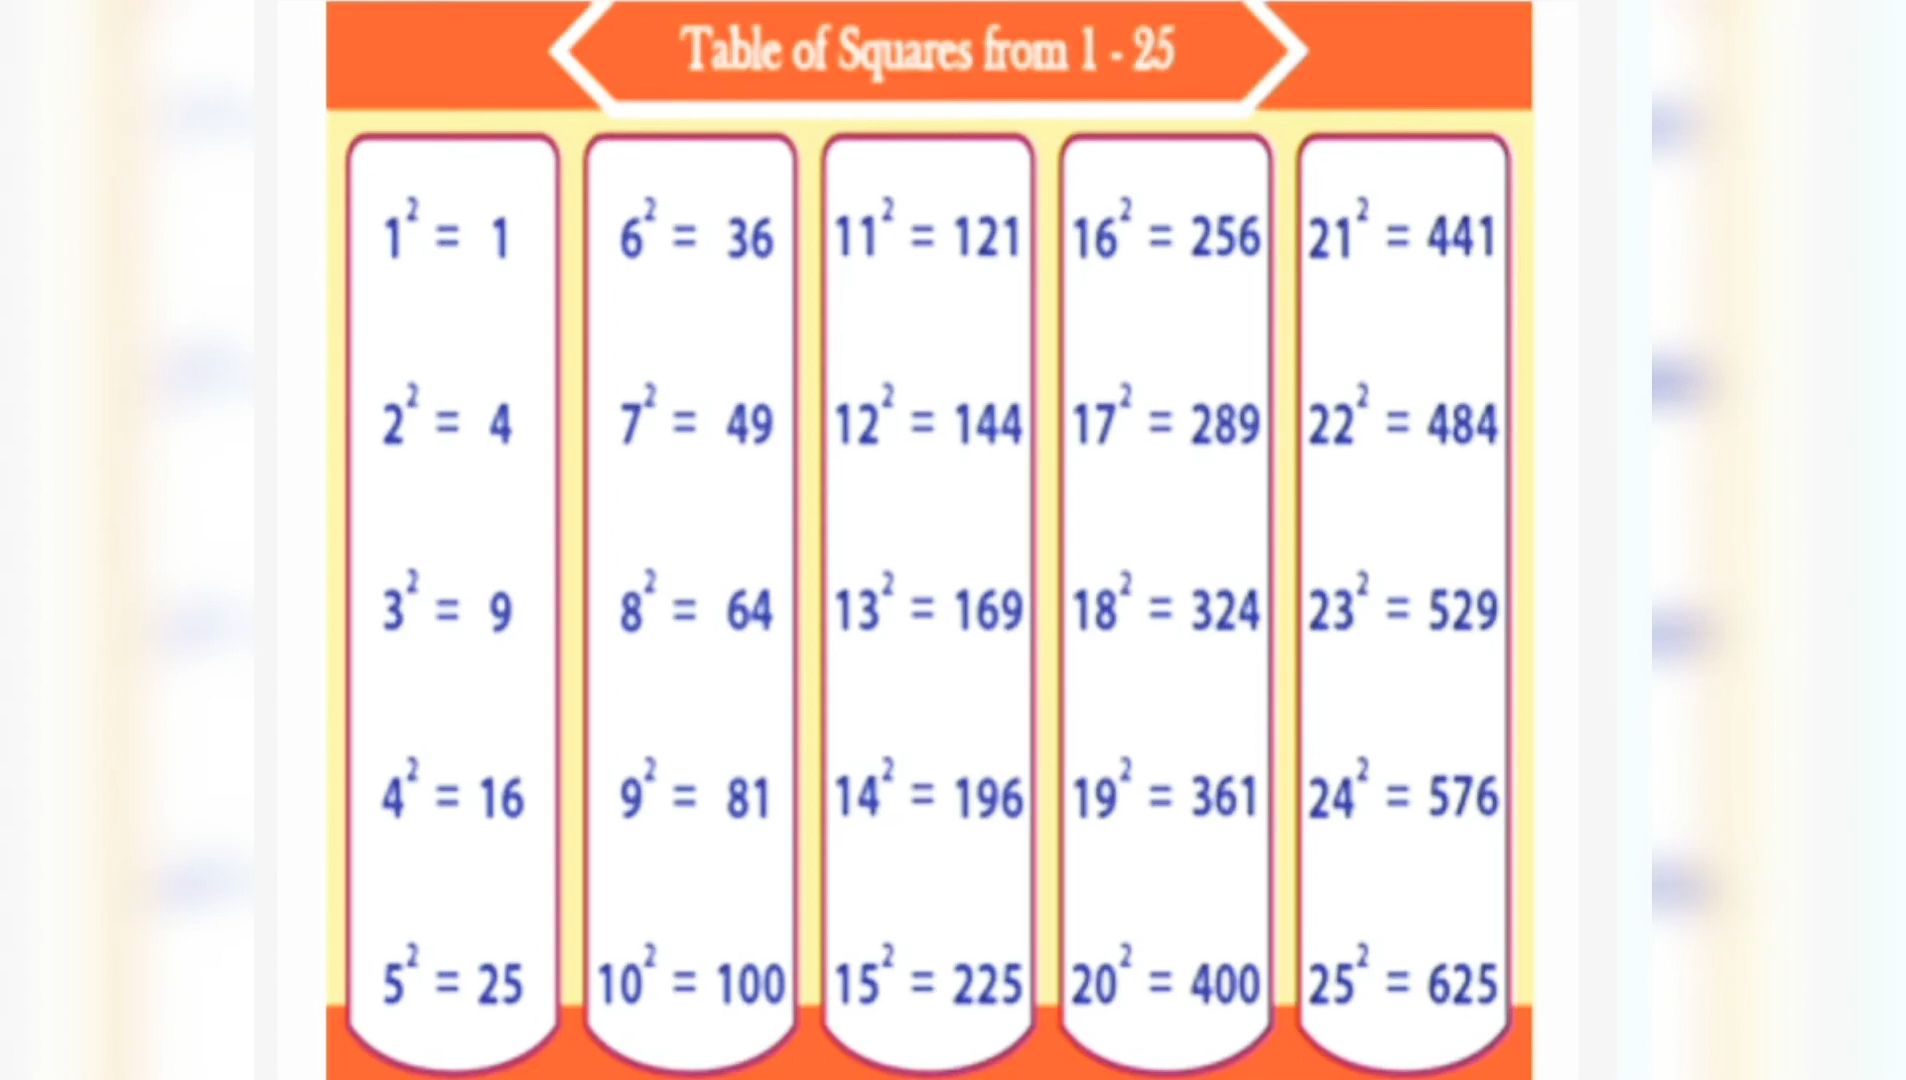 Table of Squares from 1 - 25
1² = 1
2² = 4
3² = 9
4² = 16
5² = 25
6² = 36
7² = 49
8² = 64
9² = 81
10² = 100
11² = 121
12² = 144
13² = 169
14² = 196
15² = 225
16² = 256
17² = 289
18² = 324
19² = 361
20² = 400
21² = 441
22² = 484
23² = 529
24² = 576
25² = 625